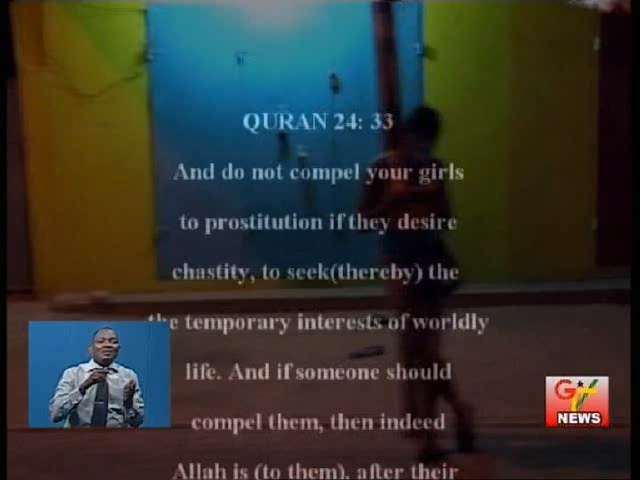 QURAN 24: 33
And do not compel your girls
to prostitution if they desire
chastity, to seek(thereby) the
the temporary interests of worldly
life. And if someone should
compel them, then indeed
Allah is (to them), after their
GTV
NEWS